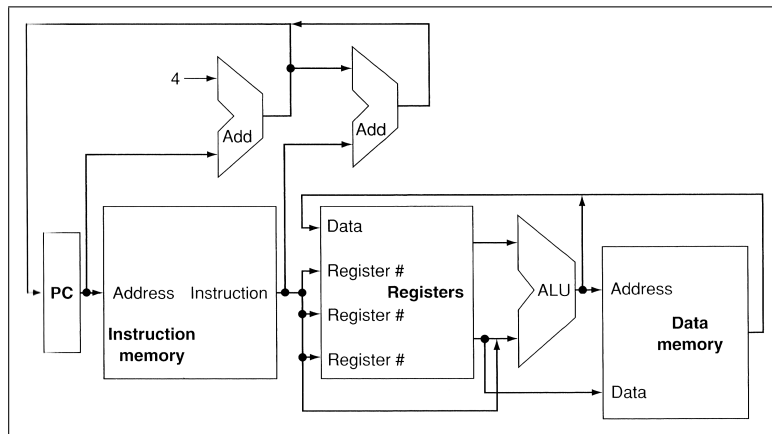 4
Add
Add
PC
Address
Instruction
Instruction
memory
Data
Register #
Registers
Register #
Register #
ALU
Address
Data
memory
Data